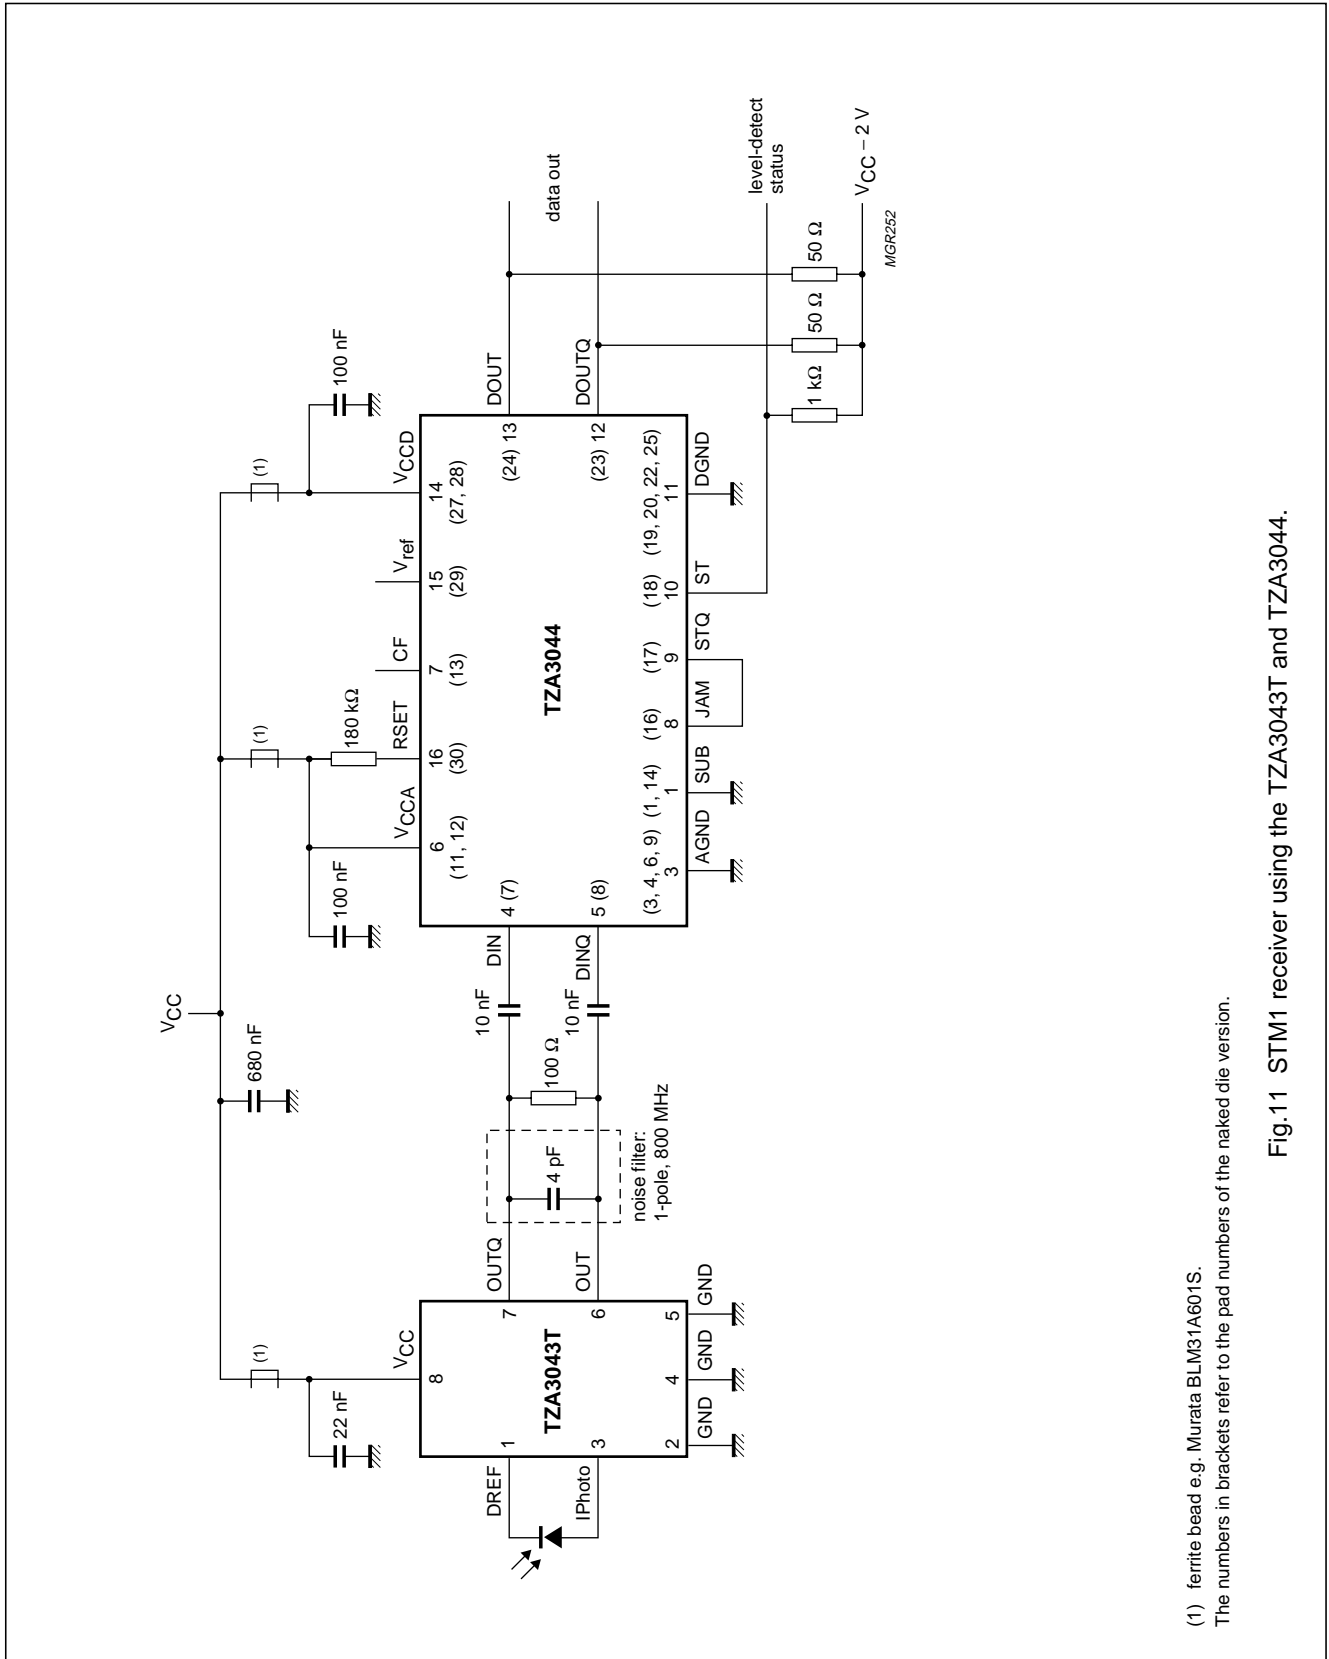 VCC
680 nF
(1)
(1)
(1)
22 nF
100 nF
100 nF
VCC
8
VCCA
6
(11, 12)
180 kΩ
RSET
16
(30)
CF
7
(13)
Vref
15
(29)
VCCD
14
(27, 28)
DREF
1
IPhoto
3
TZA3043T
OUTQ
7
OUT
6
2
GND
4
GND
5
GND
4 pF
noise filter:
1-pole, 800 MHz
100 Ω
10 nF
10 nF
DIN
4 (7)
DINQ
5 (8)
TZA3044
DOUT
(24) 13
DOUTQ
(23) 12
data out
(3, 4, 6, 9)
3
AGND
(1, 14)
1
SUB
(16)
8
JAM
(17)
9
STQ
(18)
10
ST
(19, 20, 22, 25)
11
DGND
level-detect
status
1 kΩ
50 Ω
50 Ω
VCC − 2 V
MGR252
(1) ferrite bead e.g. Murata BLM31A601S.
The numbers in brackets refer to the pad numbers of the naked die version.
Fig.11 STM1 receiver using the TZA3043T and TZA3044.